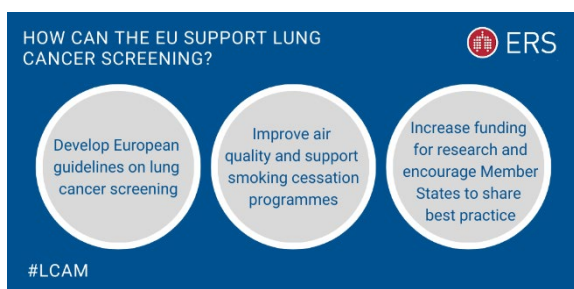 HOW CAN THE EU SUPPORT LUNG
CANCER SCREENING?
ERS
Develop European
guidelines on lung
cancer screening
Improve air
quality and support
smoking cessation
programmes
Increase funding
for research and
encourage Member
States to share
best practice
#LCAM